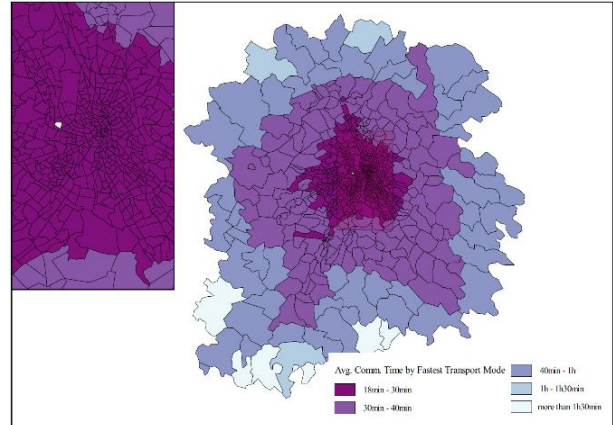 Avg. Comm. Time by Fastest Transport Mode
18min - 30min
30min - 40min
40min - 1h
1h - 1h30min
more than 1h30min